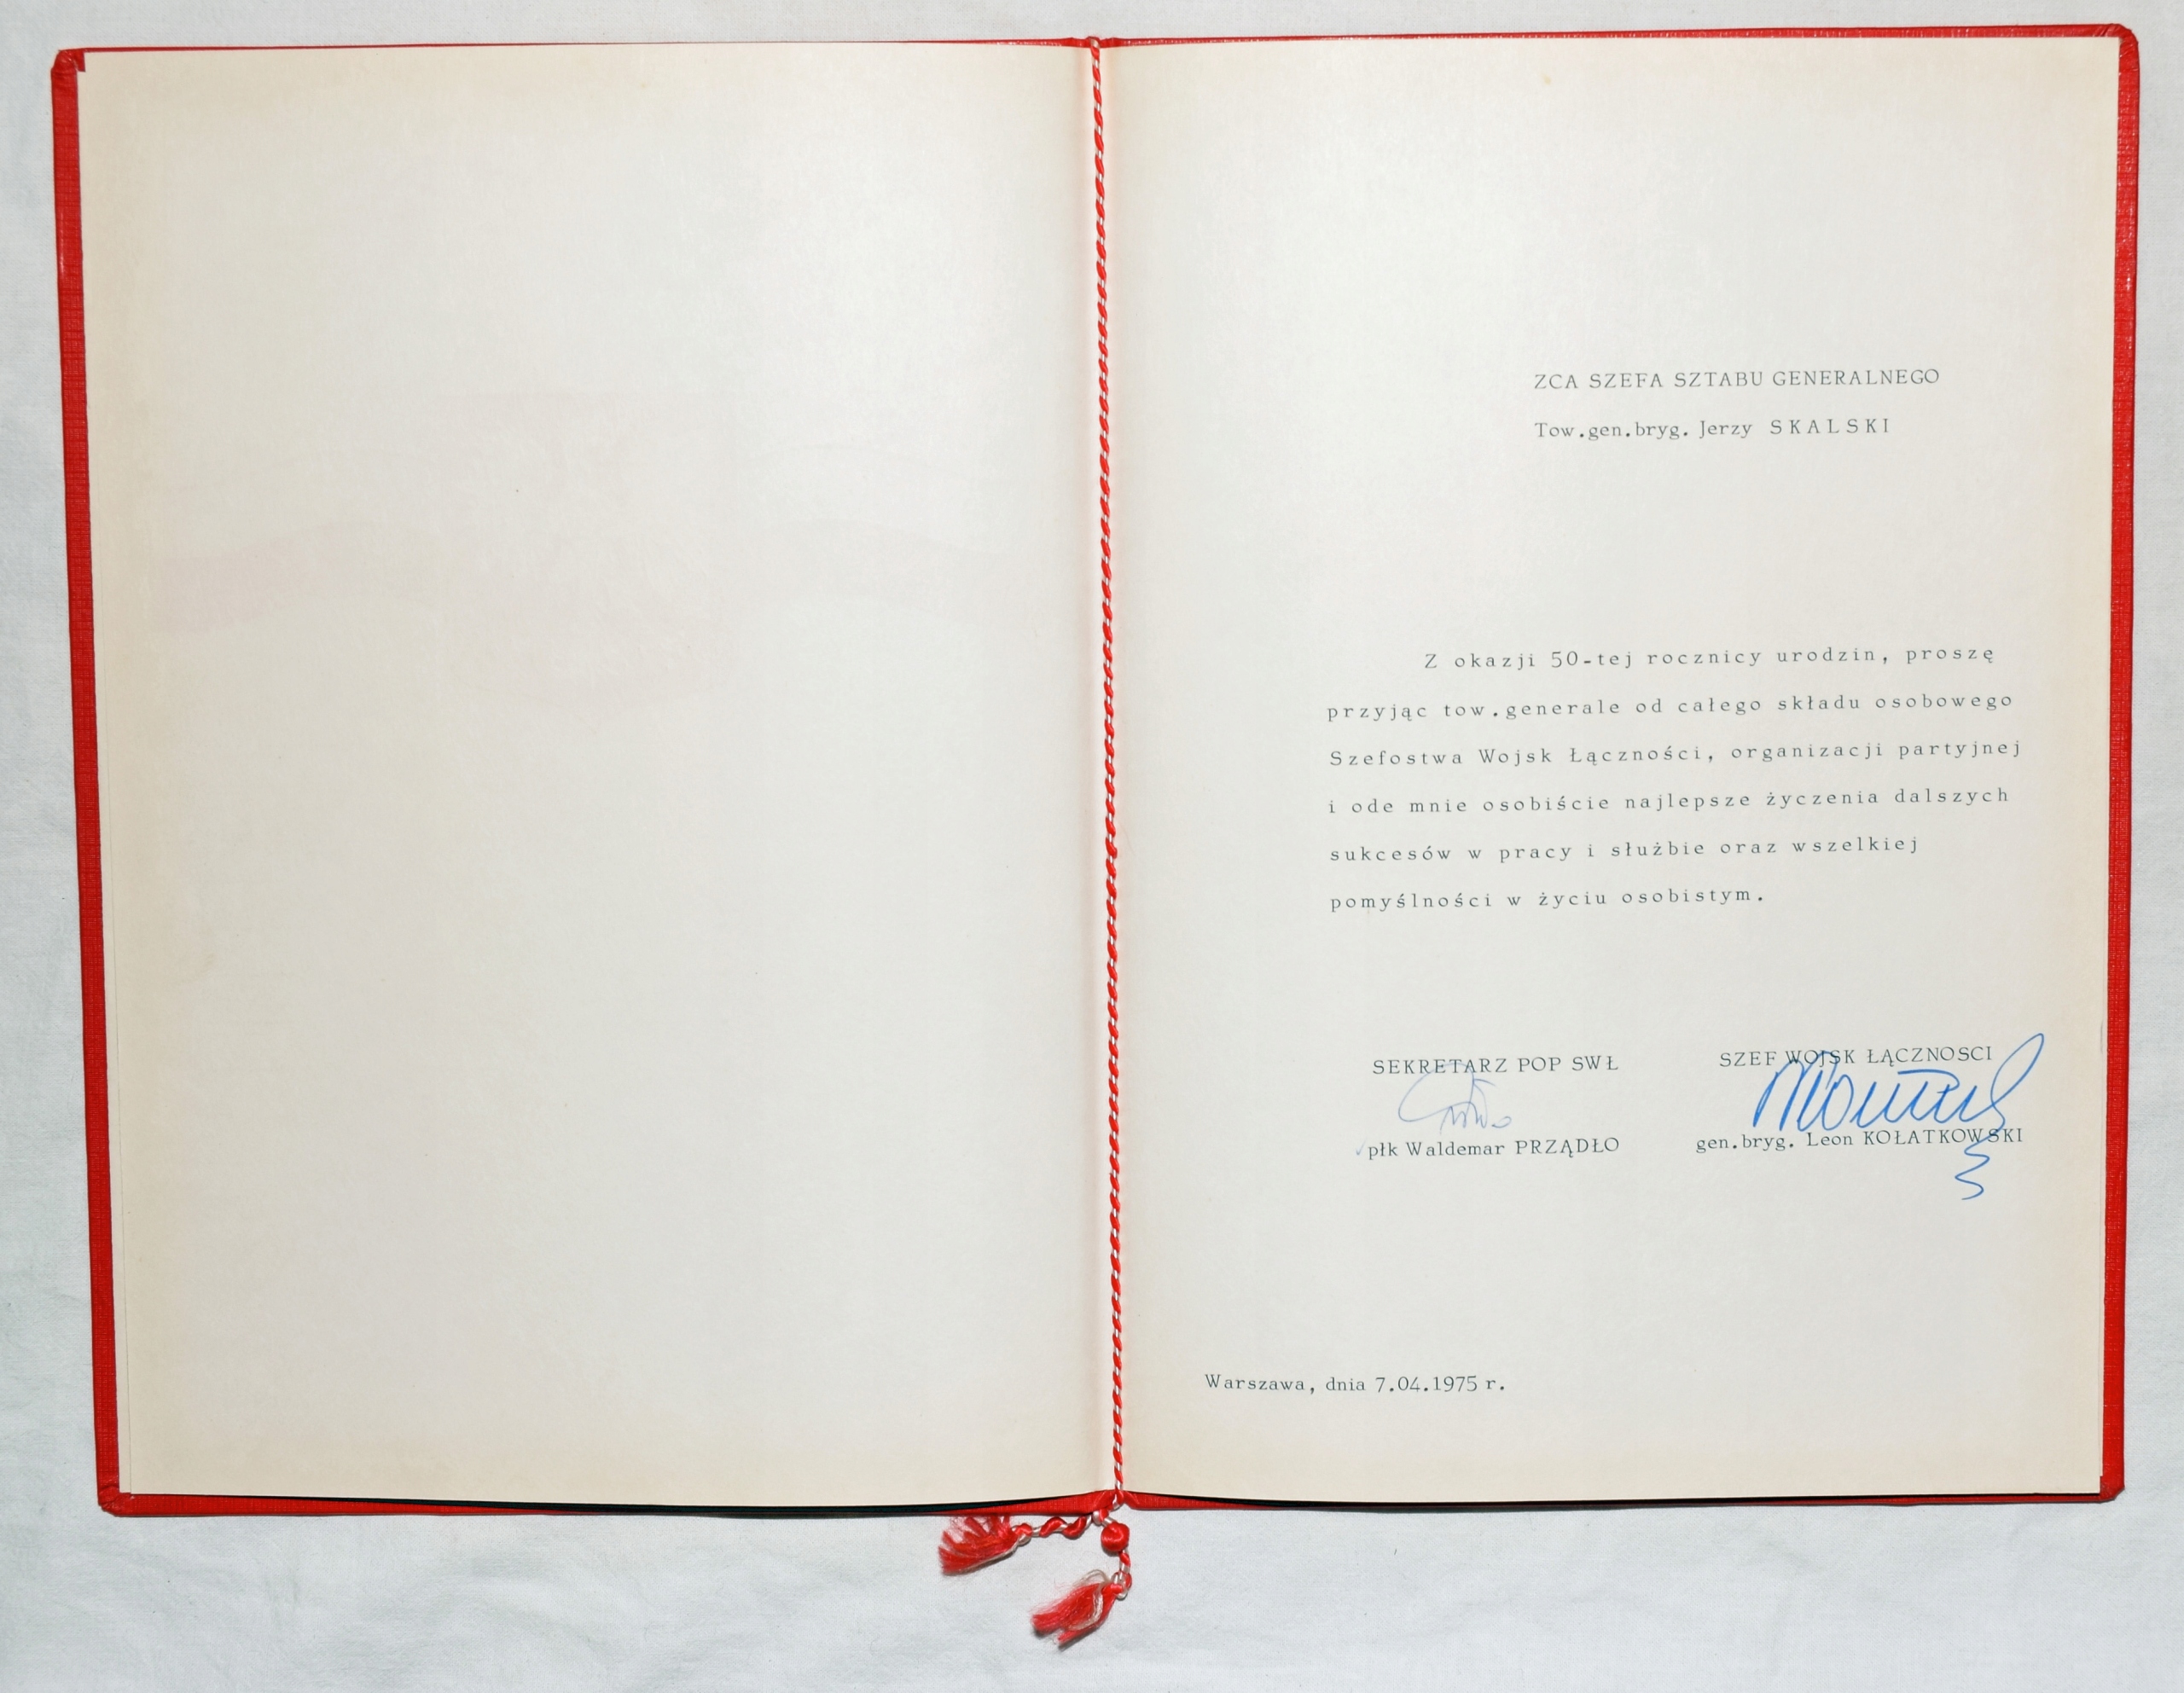 ZCA SZEFA SZTABU GENERALNEGO
Tow.gen.bryg. Jerzy SKALSKI
Z okazji 50-tej rocznicy urodzin, proszę
przyjąc tow.generale od całego składu osobowego
Szefostwa Wojsk Łączności, organizacji partyjnej
i ode mnie osobiście najlepsze życzenia dalszych
sukcesów w pracy i służbie oraz wszelkiej
pomyślności w życiu osobistym.
SEKRETARZ POP SWŁ
SZEF WOJSK ŁĄCZNOSCI
płk Waldemar PRZĄDŁO
gen.bryg. Leon KOŁATKOWSKI
Warszawa, dnia 7.04.1975 r.